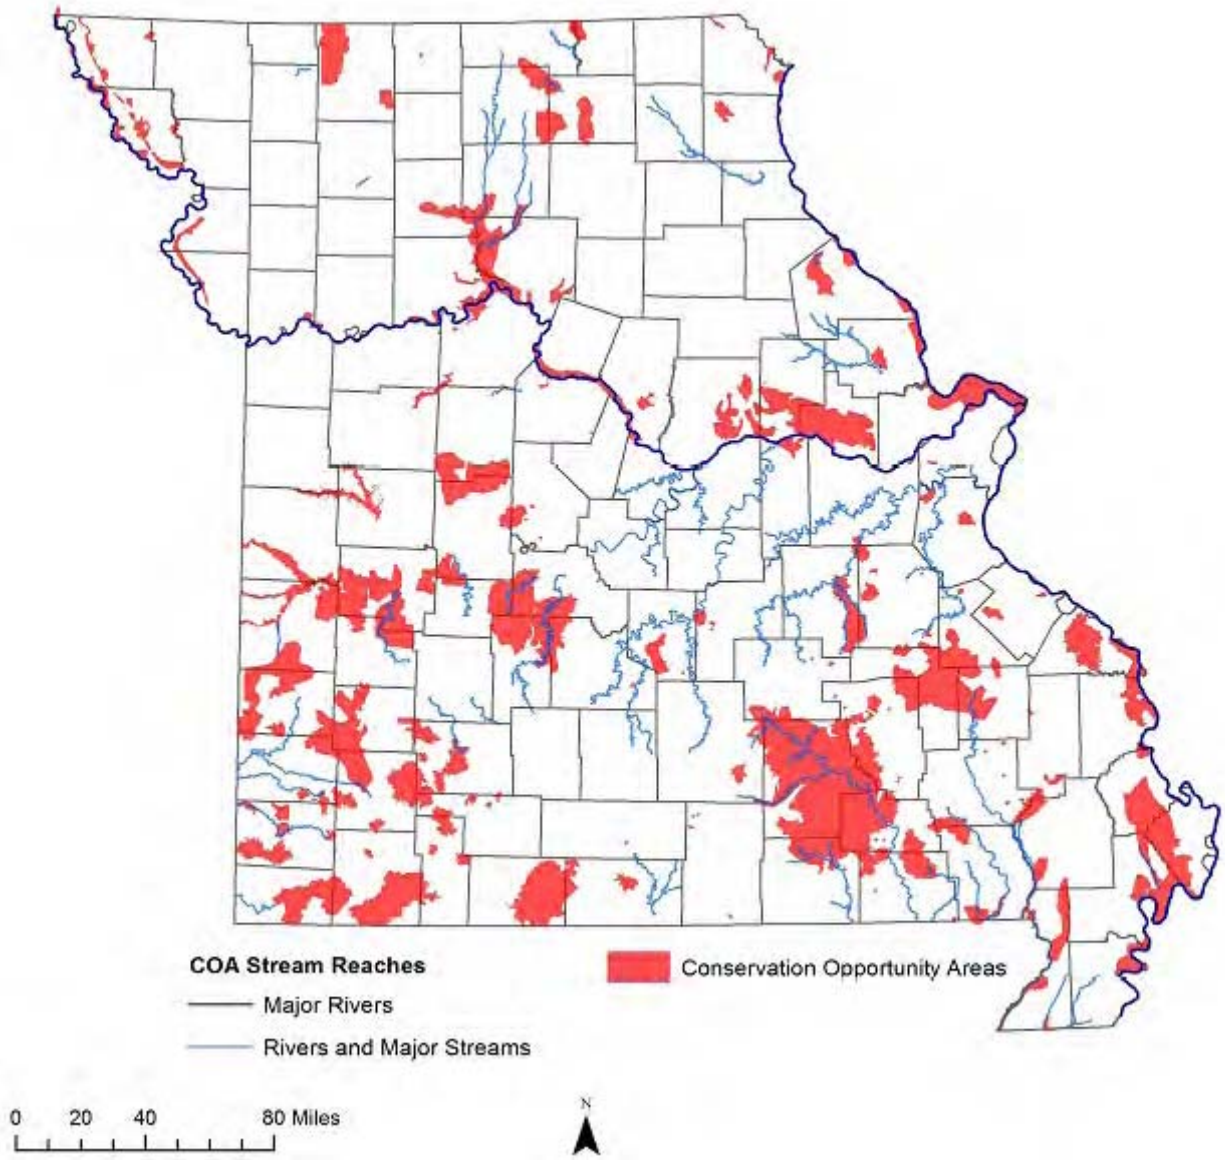 COA Stream Reaches
Conservation Opportunity Areas
Major Rivers
Rivers and Major Streams
0 20 40 80 Miles
N